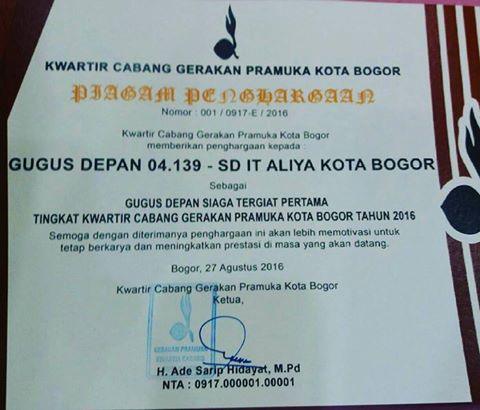 KWARTIR CABANG GERAKAN PRAMUKA KOTA BOGOR
PIAGAM PENGHARGAAN
Nomor : 001 / 0917-E / 2016
Kwartir Cabang Gerakan Pramuka Kota Bogor
memberikan penghargaan kepada :
GUGUS DEPAN 04.139 - SD IT ALIYA KOTA BOGOR
Sebagai
GUGUS DEPAN SIAGA TERGIAT PERTAMA
TINGKAT KWARTIR CABANG GERAKAN PRAMUKA KOTA BOGOR TAHUN 2016
Semoga dengan diterimanya penghargaan ini akan lebih memotivasi untuk
tetap berkarya dan meningkatkan prestasi di masa yang akan datang.
Bogor, 27 Agustus 2016
Kwartir Cabang Gerakan Pramuka Kota Bogor
Ketua,
GERAKAN PRAMUKA
KWARTIR CABANG
H. Ade Sarip Hidayat, M.Pd
NTA : 0917.000001.00001